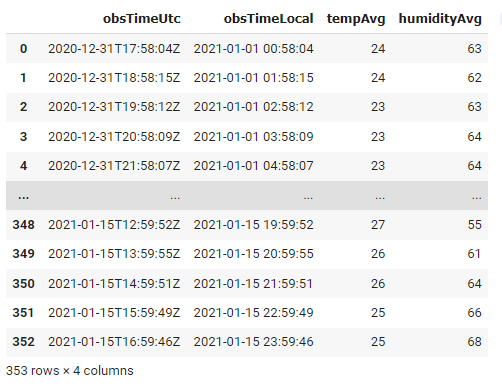 obsTimeUtc obsTimeLocal tempAvg humidityAvg
0 2020-12-31T17:58:04Z 2021-01-01 00:58:04 24 63
1 2020-12-31T18:58:15Z 2021-01-01 01:58:15 24 62
2 2020-12-31T19:58:12Z 2021-01-01 02:58:12 23 63
3 2020-12-31T20:58:09Z 2021-01-01 03:58:09 23 64
4 2020-12-31T21:58:07Z 2021-01-01 04:58:07 23 64
... ... ... ... ...
348 2021-01-15T12:59:52Z 2021-01-15 19:59:52 27 55
349 2021-01-15T13:59:55Z 2021-01-15 20:59:55 26 61
350 2021-01-15T14:59:51Z 2021-01-15 21:59:51 26 64
351 2021-01-15T15:59:49Z 2021-01-15 22:59:49 25 66
352 2021-01-15T16:59:46Z 2021-01-15 23:59:46 25 68
353 rows × 4 columns